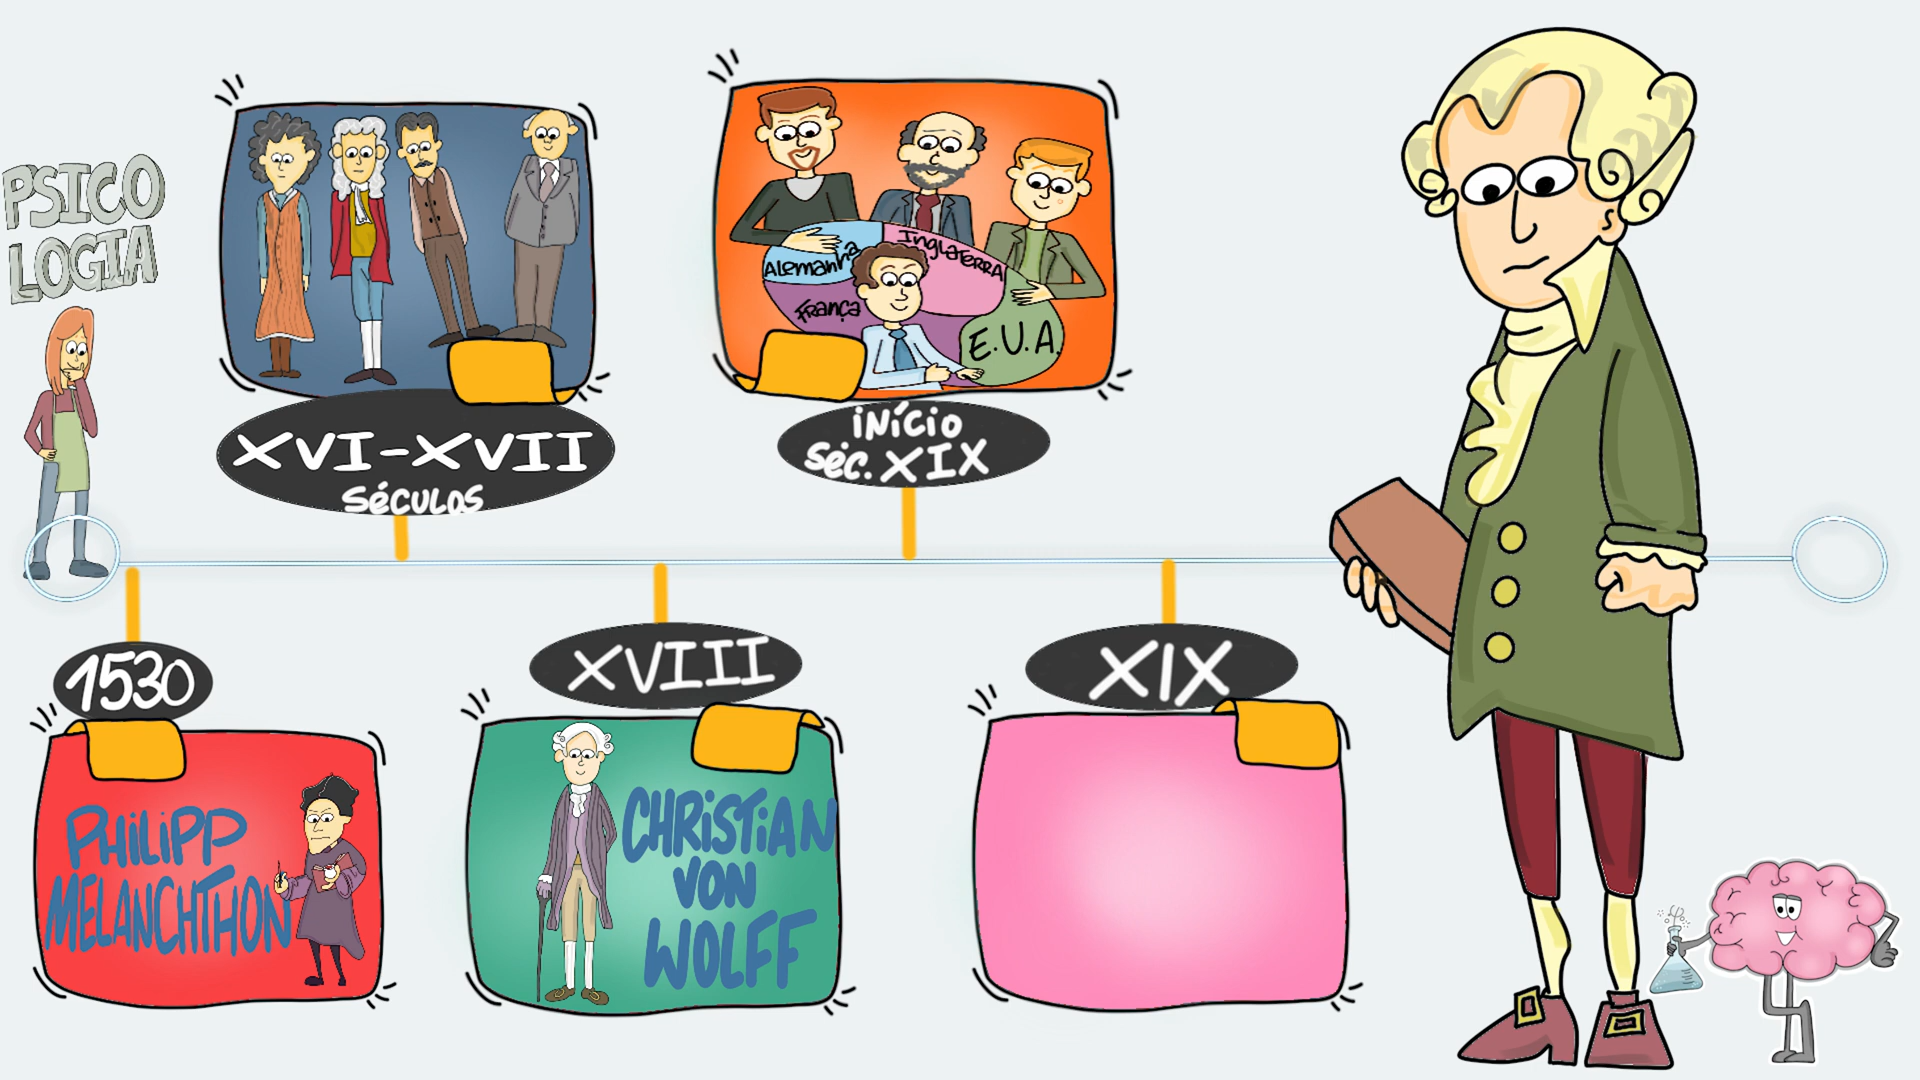 PSICO
LOGIA
XVI-XVII
SÉCULOS
Alemanha
Inglaterra
França
E.U.A.
INÍCIO
SÉC. XIX
1530
PHILIPP
MELANCHTHON
XVIII
CHRISTIAN
VON
WOLFF
XIX